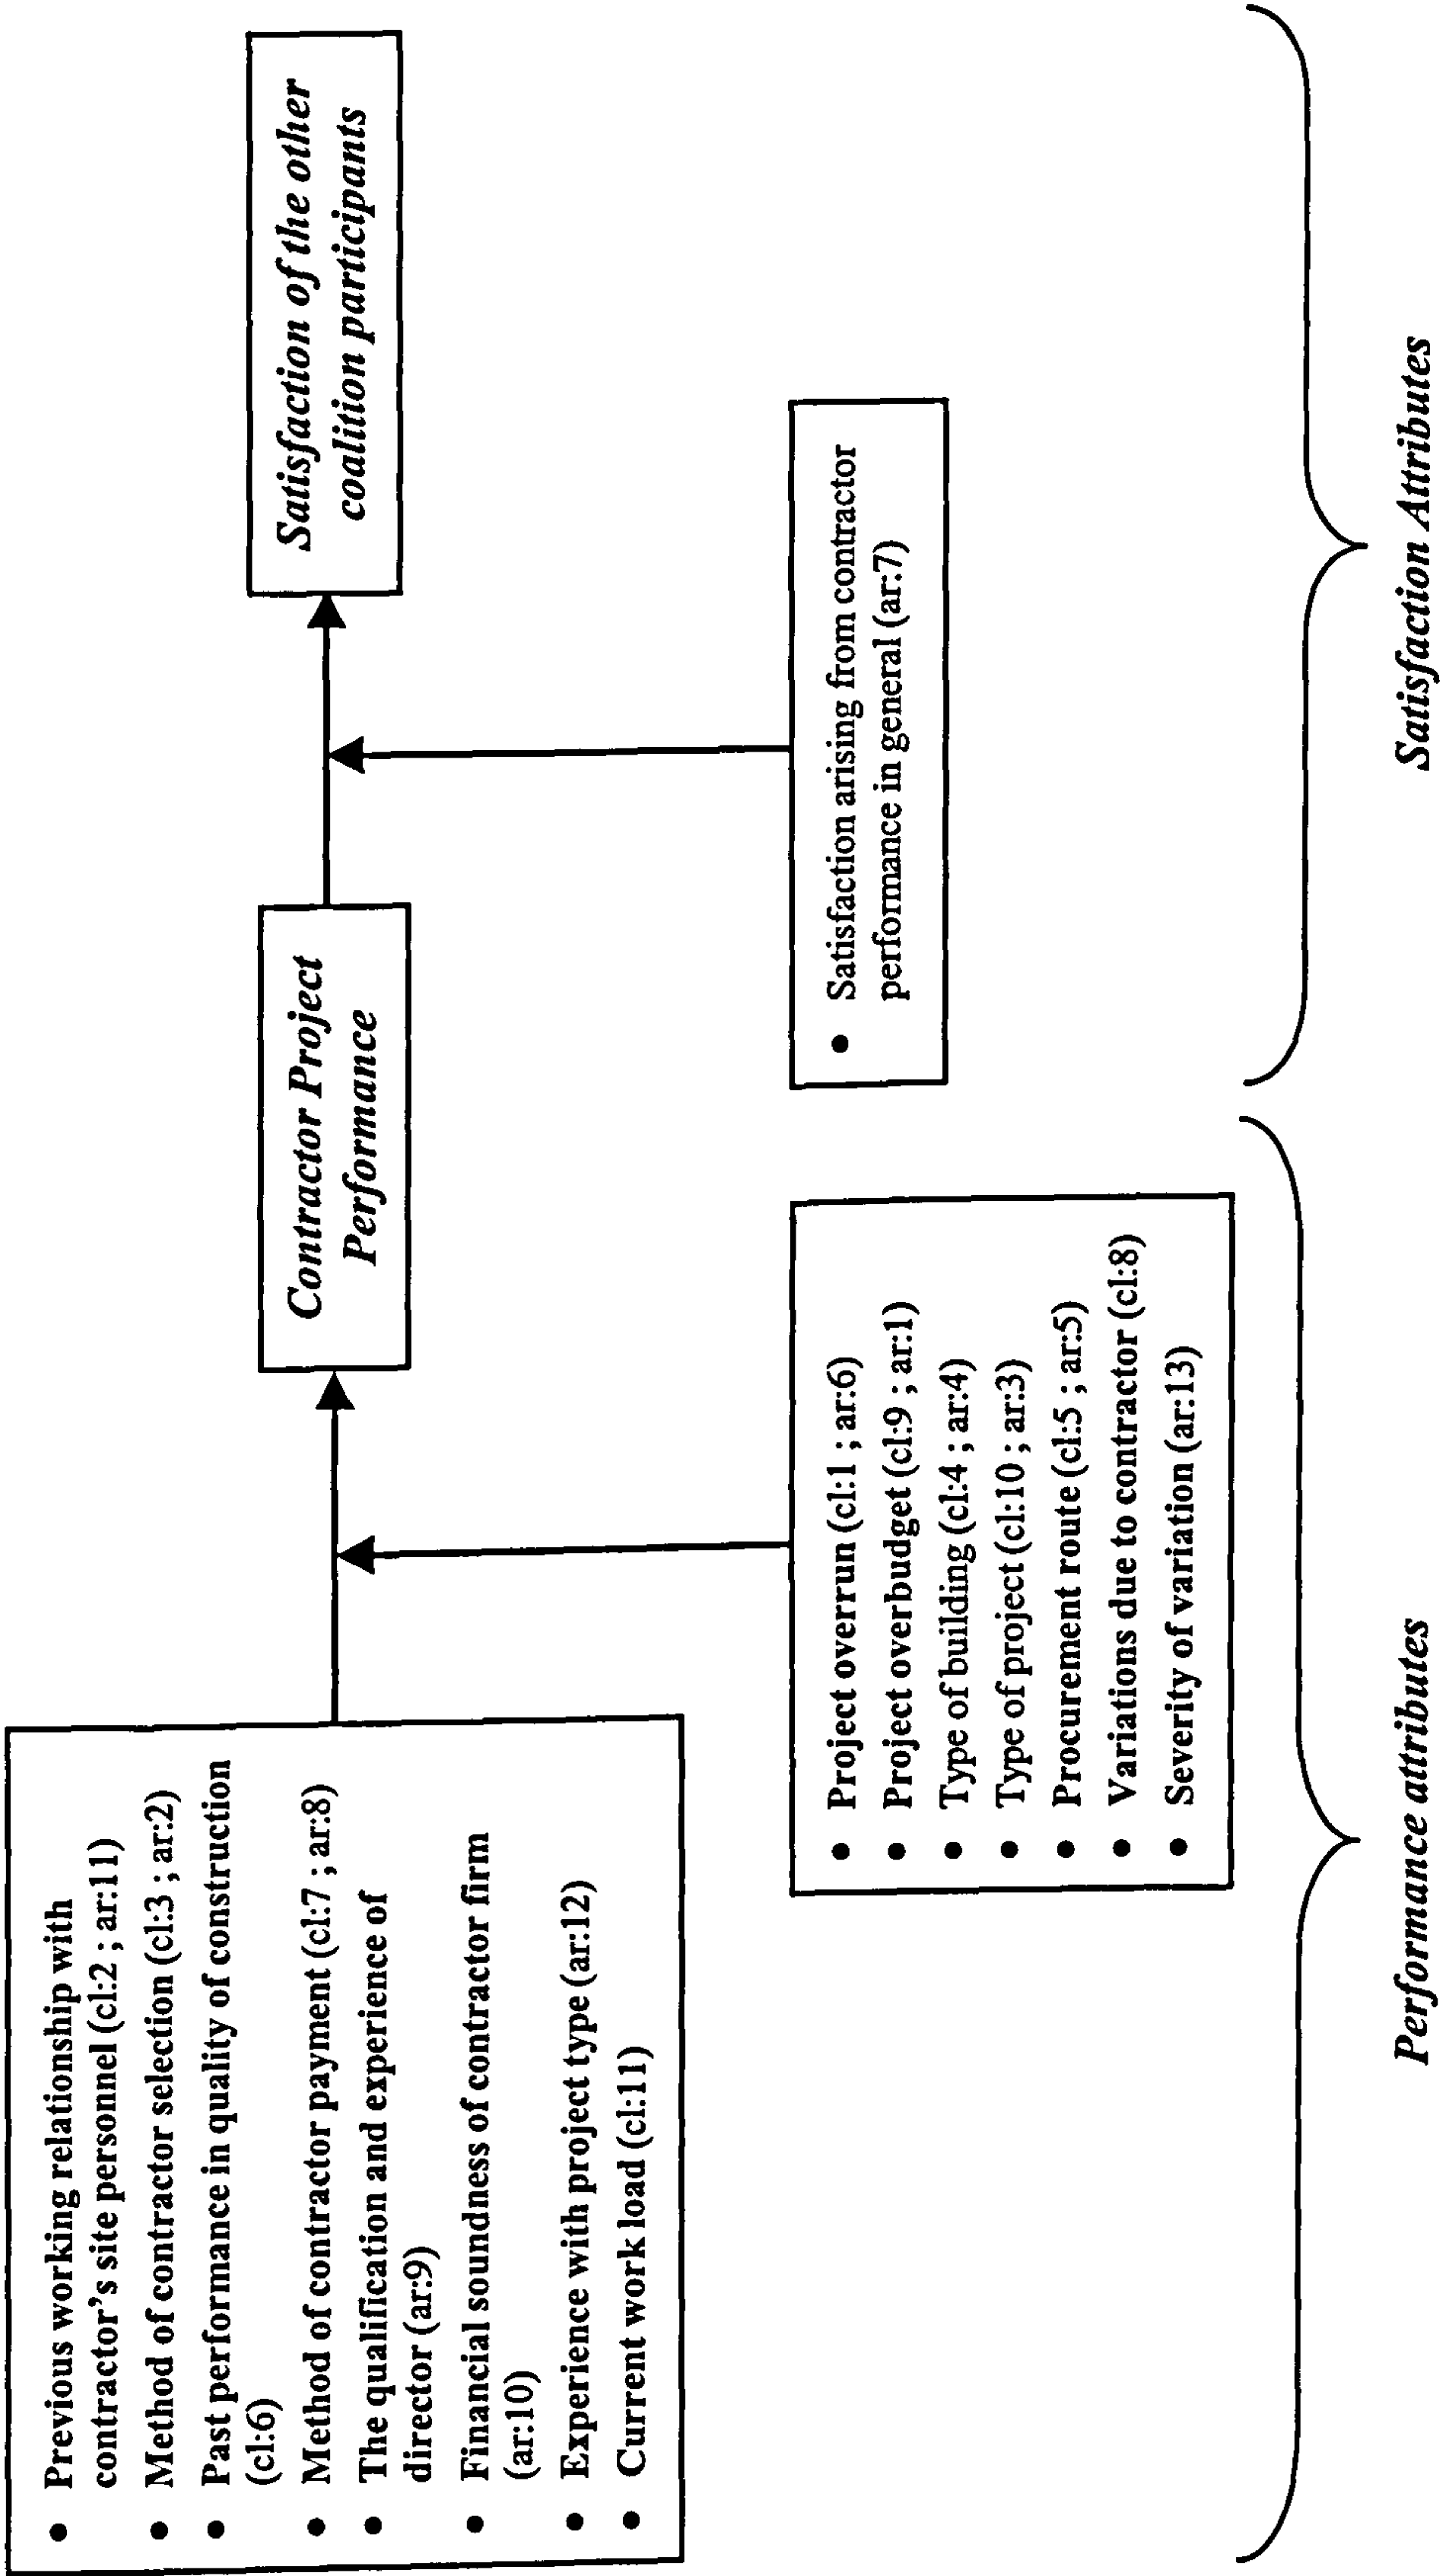 Previous working relationship with
contractor's site personnel (cl:2 ; ar:11)
Method of contractor selection (cl:3 ; ar:2)
Past performance in quality of construction
(cl:6)
Method of contractor payment (cl:7 ; ar:8)
The qualification and experience of
director (ar:9)
Financial soundness of contractor firm
(ar:10)
Experience with project type (ar:12)
Current work load (cl:11)
Contractor Project
Performance
Satisfaction of the other
coalition participants
Project overrun (cl:1 ; ar:6)
Project overbudget (cl:9 ; ar:1)
Type of building (cl:4 ; ar:4)
Type of project (cl:10 ; ar:3)
Procurement route (cl:5 ; ar:5)
Variations due to contractor (cl:8)
Severity of variation (ar:13)
Satisfaction arising from contractor
performance in general (ar:7)
Performance attributes
Satisfaction Attributes